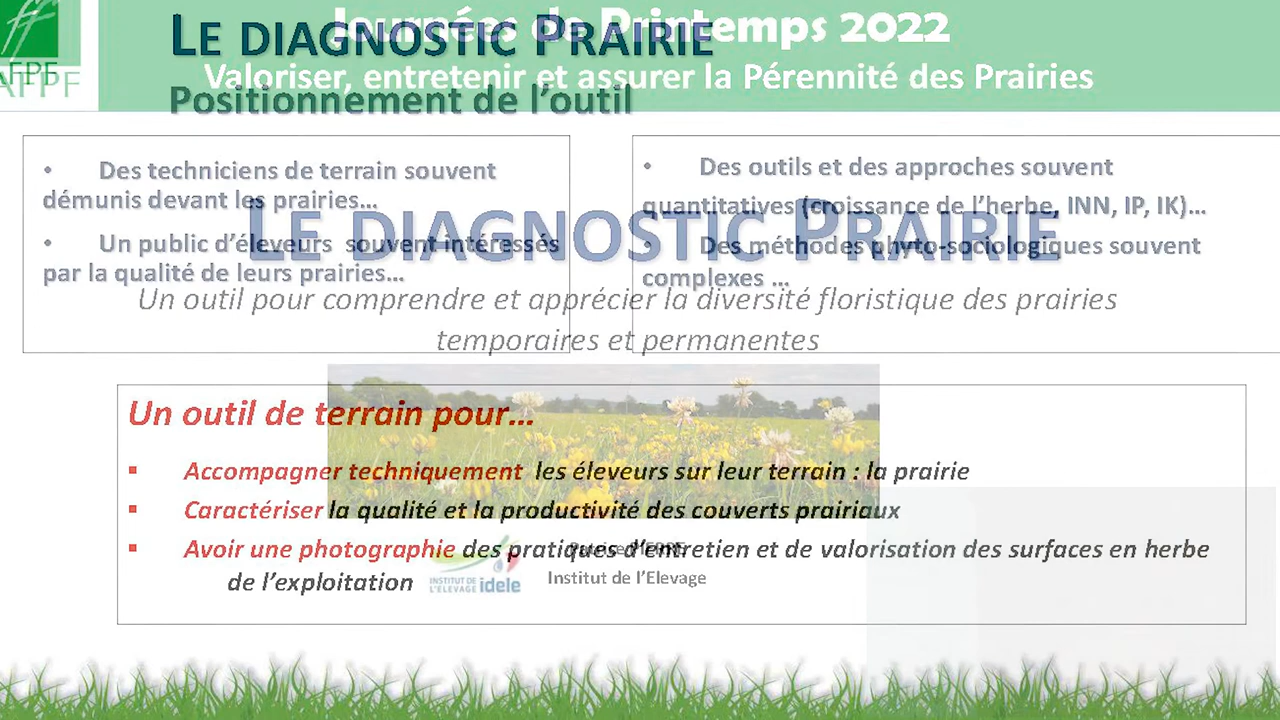 Journées de Printemps 2022
Valoriser, entretenir et assurer la Pérennité des Prairies
AFPF
LE DIAGNOSTIC PRAIRIE
Positionnement de l’outil
• Des techniciens de terrain souvent
démunis devant les prairies…
• Un public d’éleveurs souvent intéressés
par la qualité de leurs prairies…
• Des outils et des approches souvent
quantitatives (croissance de l’herbe, INN, IP, IK)…
• Des méthodes phyto-sociologiques souvent
complexes …
LE DIAGNOSTIC PRAIRIE
Un outil pour comprendre et apprécier la diversité floristique des prairies
temporaires et permanentes
Un outil de terrain pour…
▪ Accompagner techniquement les éleveurs sur leur terrain : la prairie
▪ Caractériser la qualité et la productivité des couverts prairiaux
▪ Avoir une photographie des pratiques d’entretien et de valorisation des surfaces en herbe
de l’exploitation
INSTITUT DE
L’ELEVAGE idele
Institut de l’Elevage